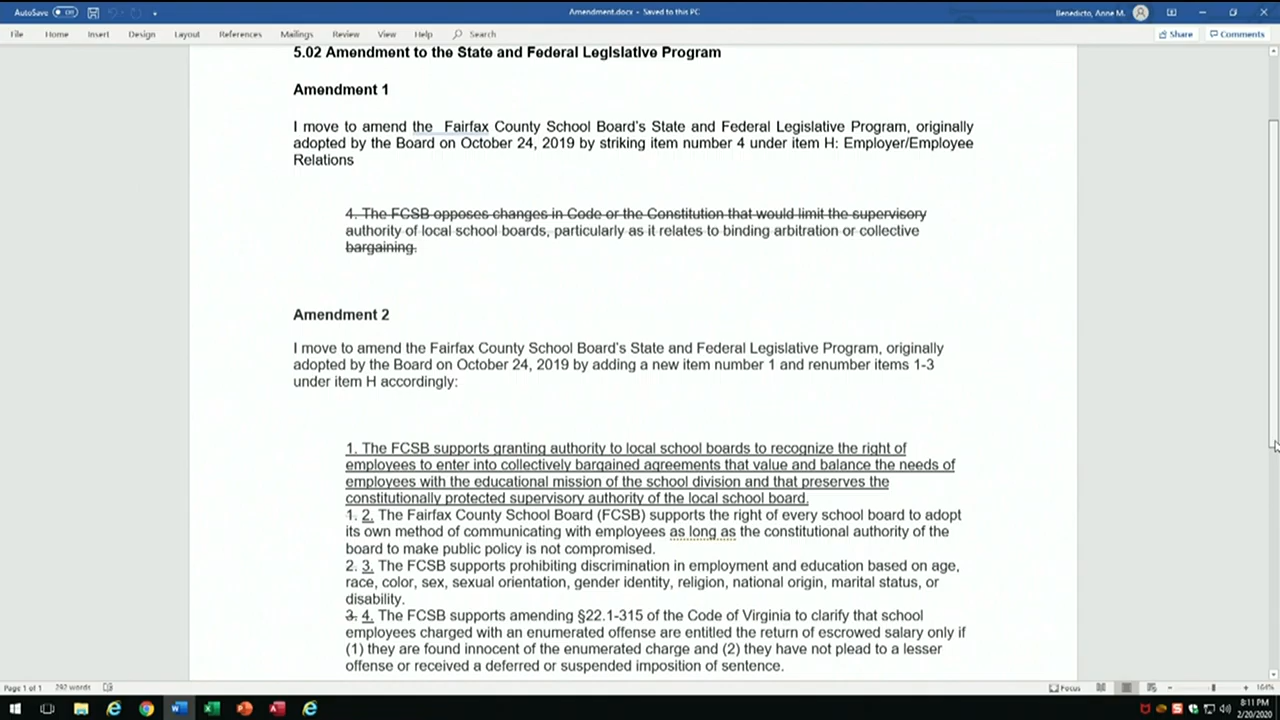 AutoSave Off
Amendment.docx - Saved to this PC
Benedicto, Anne M.
File Home Insert Design Layout References Mailings Review View Help Search
Share Comments
5.02 Amendment to the State and Federal Legislative Program
Amendment 1
I move to amend the Fairfax County School Board's State and Federal Legislative Program, originally
adopted by the Board on October 24, 2019 by striking item number 4 under item H: Employer/Employee
Relations
4. The FCSB opposes changes in Code or the Constitution that would limit the supervisory
authority of local school boards, particularly as it relates to binding arbitration or collective
bargaining.
Amendment 2
I move to amend the Fairfax County School Board's State and Federal Legislative Program, originally
adopted by the Board on October 24, 2019 by adding a new item number 1 and renumber items 1-3
under item H accordingly:
1. The FCSB supports granting authority to local school boards to recognize the right of
employees to enter into collectively bargained agreements that value and balance the needs of
employees with the educational mission of the school division and that preserves the
constitutionally protected supervisory authority of the local school board.
1. 2. The Fairfax County School Board (FCSB) supports the right of every school board to adopt
its own method of communicating with employees as long as the constitutional authority of the
board to make public policy is not compromised.
2. 3. The FCSB supports prohibiting discrimination in employment and education based on age,
race, color, sex, sexual orientation, gender identity, religion, national origin, marital status, or
disability.
3. 4. The FCSB supports amending §22.1-315 of the Code of Virginia to clarify that school
employees charged with an enumerated offense are entitled the return of escrowed salary only if
(1) they are found innocent of the enumerated charge and (2) they have not plead to a lesser
offense or received a deferred or suspended imposition of sentence.
Page 1 of 1 292 words
Focus
164%
8:11 PM
2/20/2020